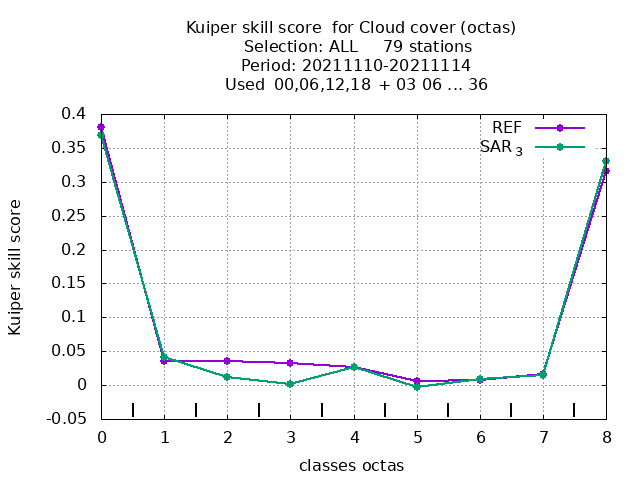 Kuiper skill score  for Cloud cover (octas)
Selection: ALL     79 stations
Period: 20211110-20211114
Used  00,06,12,18 + 03 06 ... 36
REF
SAR 3
0.4
0.35
0.3
0.25
0.2
0.15
0.1
0.05
0
-0.05
Kuiper skill score
0 1 2 3 4 5 6 7 8
classes octas